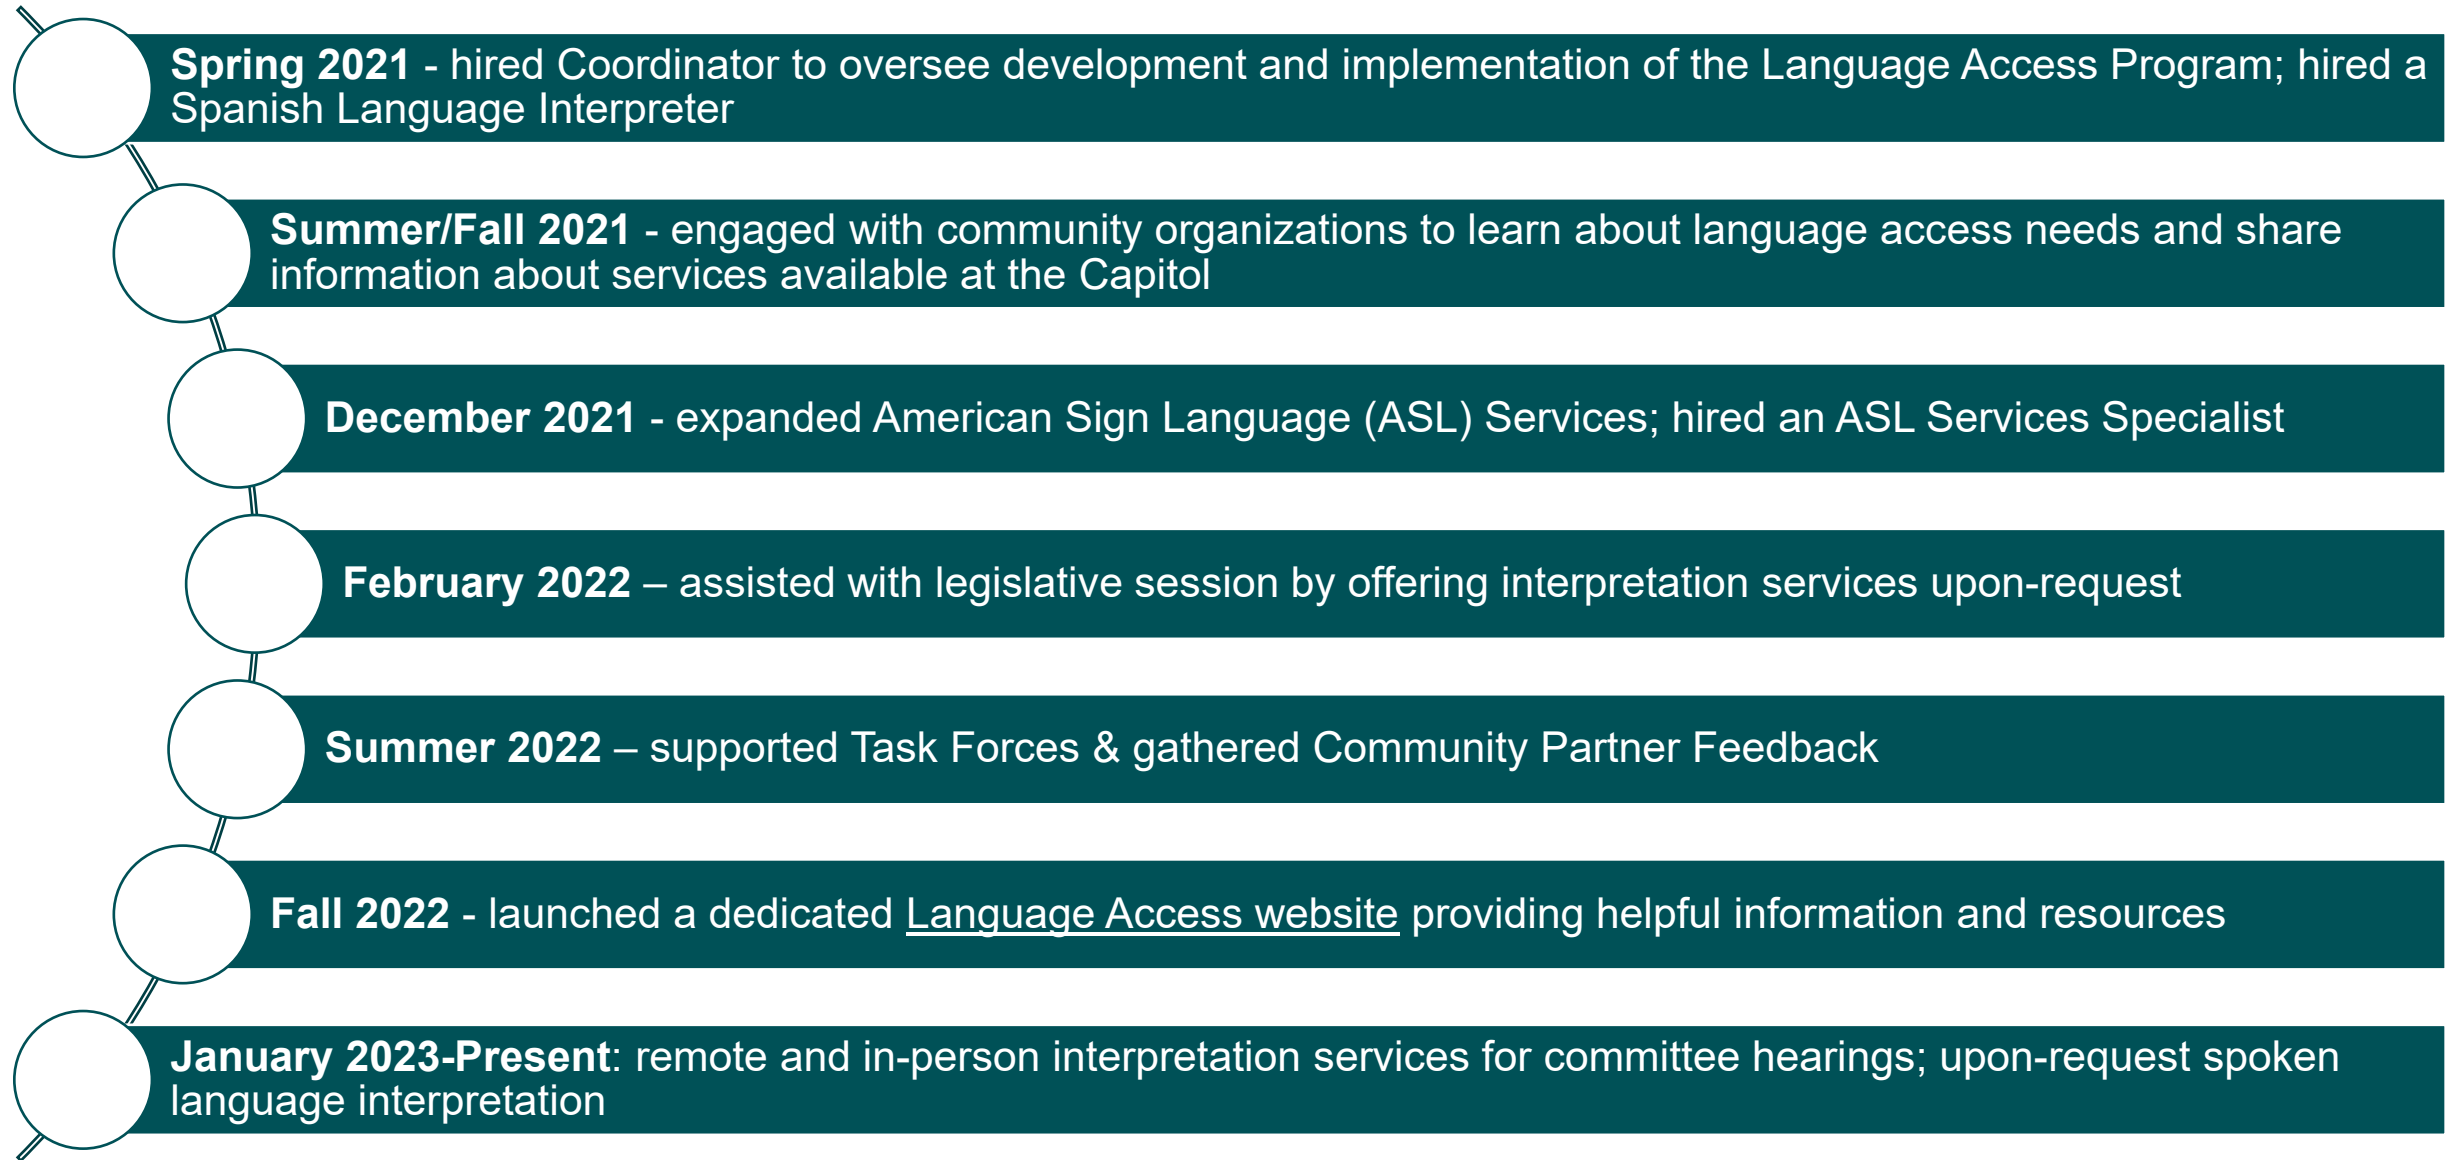 Spring 2021 - hired Coordinator to oversee development and implementation of the Language Access Program; hired a
Spanish Language Interpreter
Summer/Fall 2021 - engaged with community organizations to learn about language access needs and share
information about services available at the Capitol
December 2021 - expanded American Sign Language (ASL) Services; hired an ASL Services Specialist
February 2022 – assisted with legislative session by offering interpretation services upon-request
Summer 2022 – supported Task Forces & gathered Community Partner Feedback
Fall 2022 - launched a dedicated Language Access website providing helpful information and resources
January 2023-Present: remote and in-person interpretation services for committee hearings; upon-request spoken
language interpretation